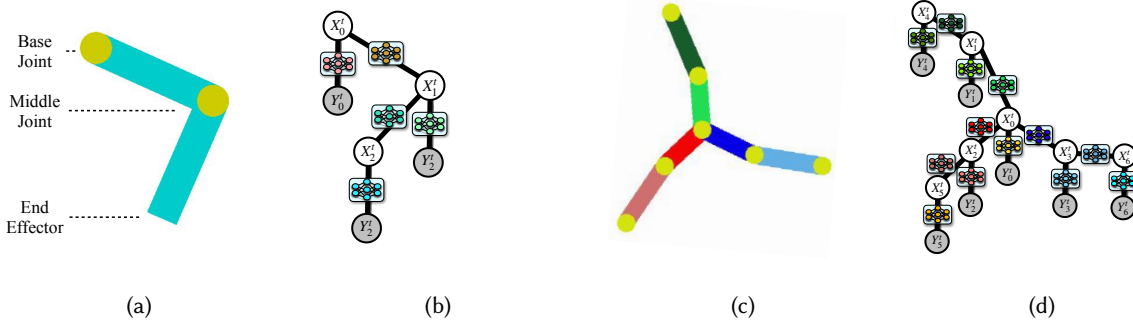 Base
Joint
Middle
Joint
End
Effector
X₀ᵗ
X₁ᵗ
Y₀ᵗ
X₂ᵗ
Y₂ᵗ
Y₂ᵗ
X₄ᵗ
X₁ᵗ
Y₄ᵗ
Y₁ᵗ
X₀ᵗ
X₂ᵗ
X₃ᵗ
X₆ᵗ
Y₀ᵗ
X₅ᵗ
Y₂ᵗ
Y₃ᵗ
Y₆ᵗ
Y₅ᵗ
(a) (b) (c) (d)